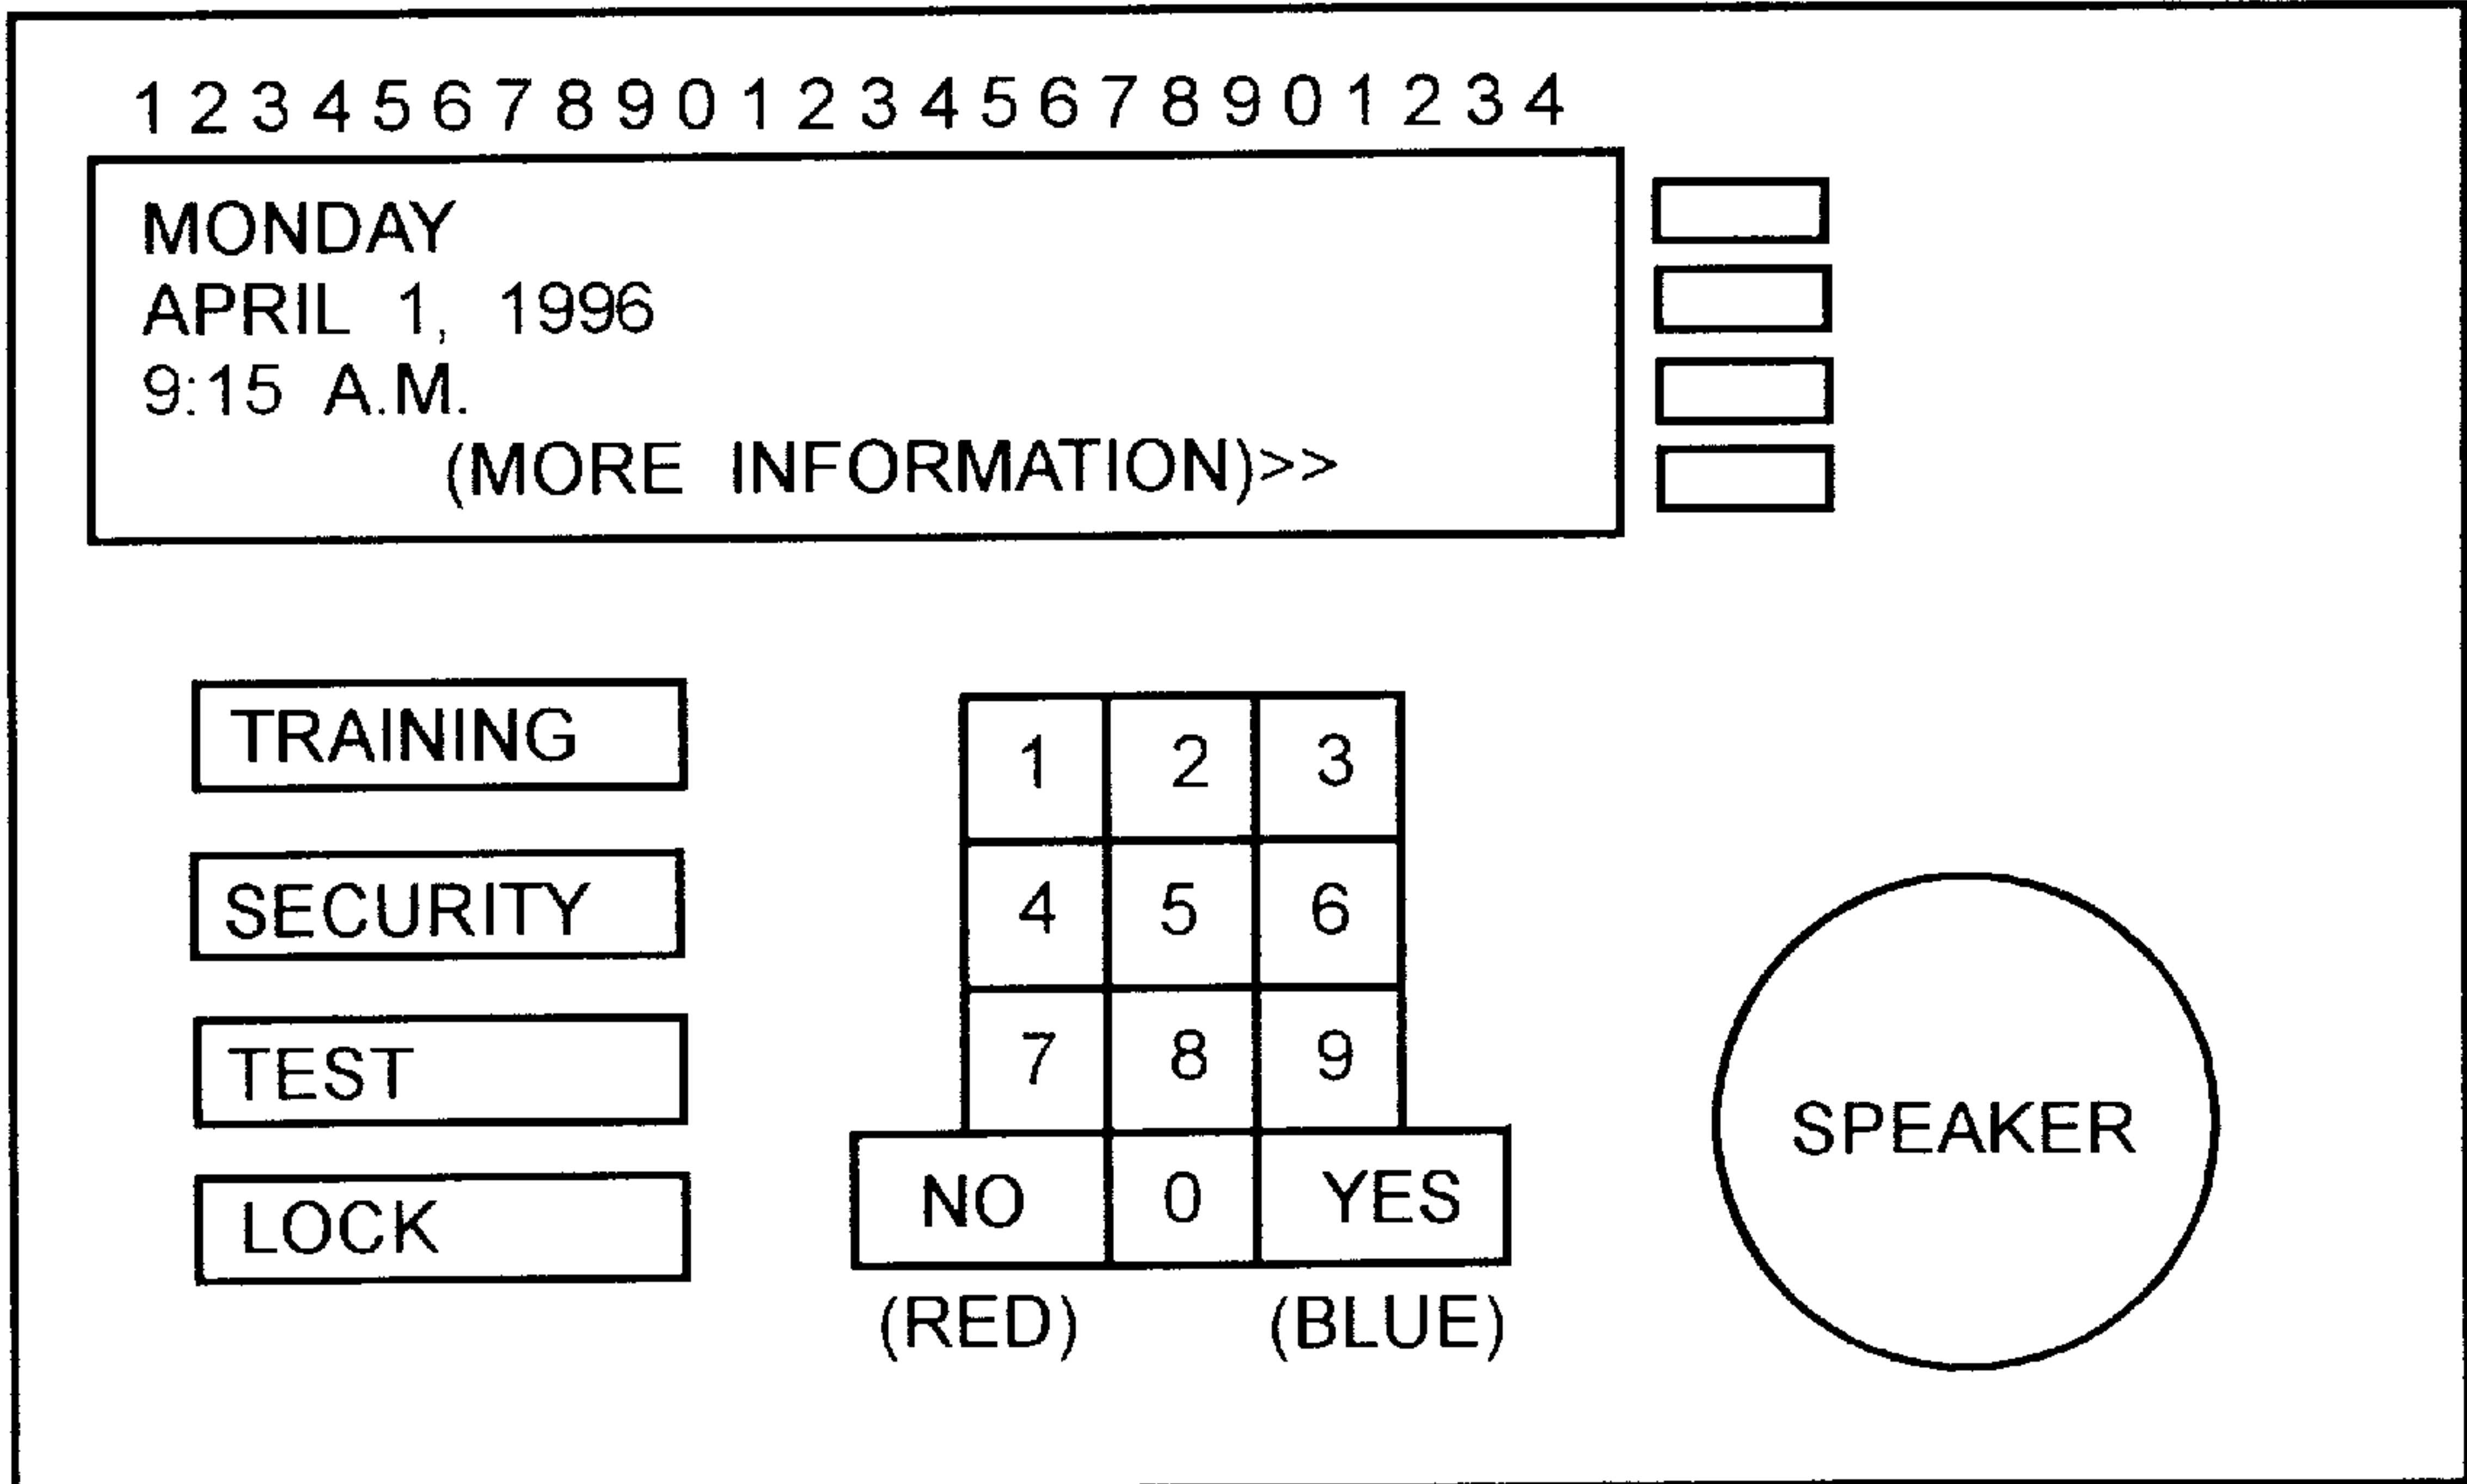 1 2 3 4 5 6 7 8 9 0 1 2 3 4 5 6 7 8 9 0 1 2 3 4
MONDAY
APRIL 1, 1996
9:15 A.M.
(MORE INFORMATION)>>
TRAINING
SECURITY
TEST
LOCK
1 2 3
4 5 6
7 8 9
NO 0 YES
(RED) (BLUE)
SPEAKER